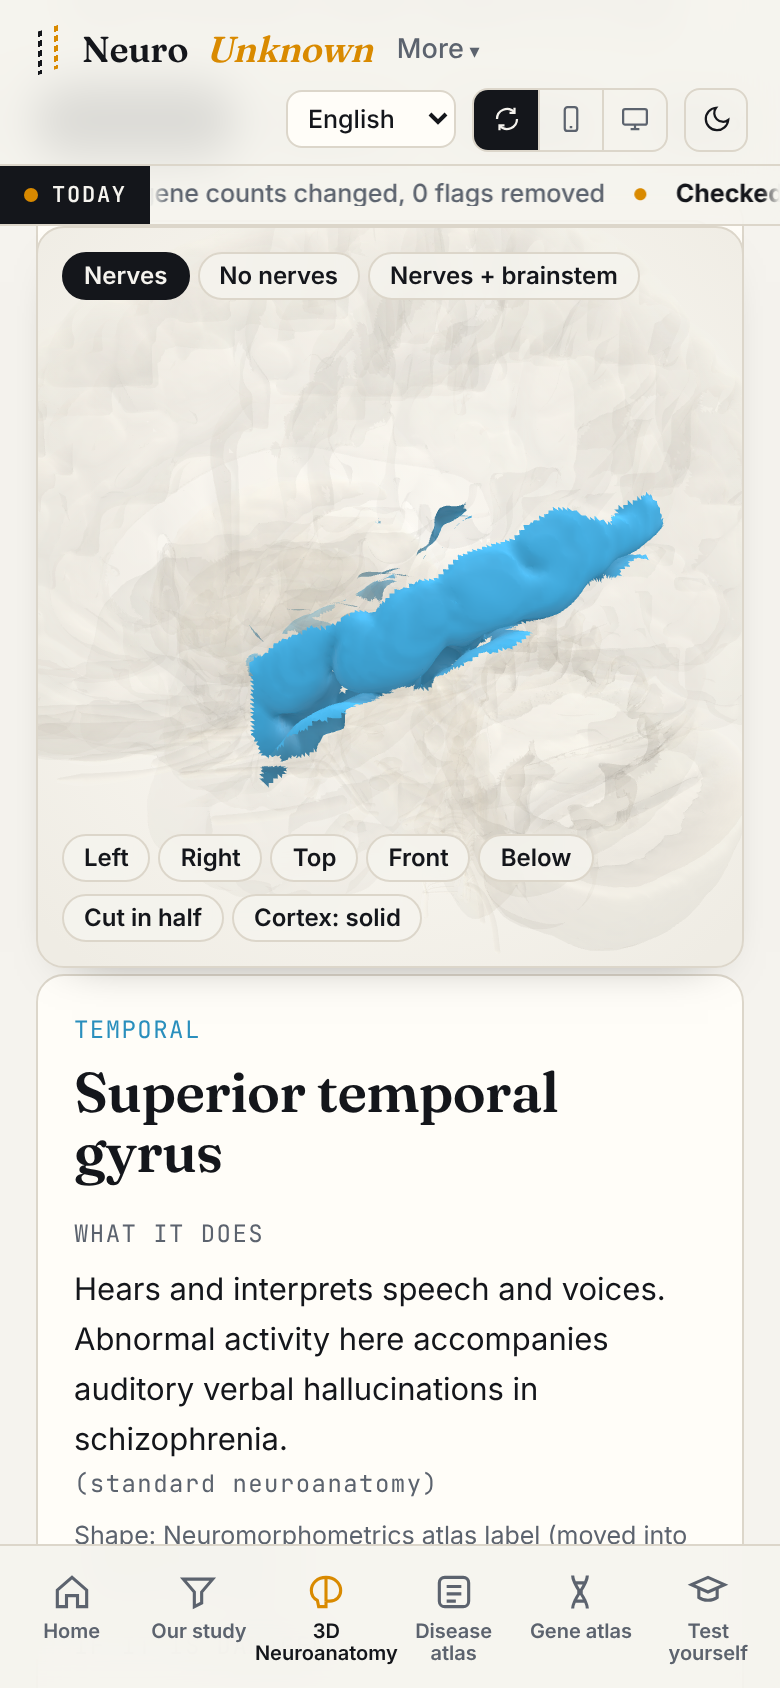 Neuro Unknown More ▾
English
TODAY ene counts changed, 0 flags removed • Checked
Nerves No nerves Nerves + brainstem
Left Right Top Front Below
Cut in half Cortex: solid
TEMPORAL
Superior temporal
gyrus
WHAT IT DOES
Hears and interprets speech and voices.
Abnormal activity here accompanies
auditory verbal hallucinations in
schizophrenia.
(standard neuroanatomy)
Shape: Neuromorphometrics atlas label (moved into
Home Our study 3D Neuroanatomy Disease atlas Gene atlas Test yourself